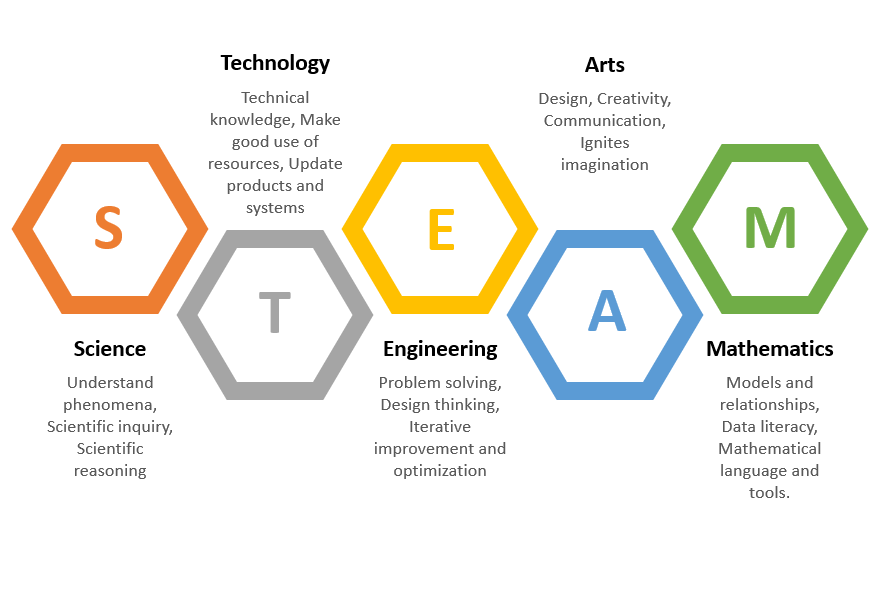 S
Science
Understand
phenomena,
Scientific inquiry,
Scientific
reasoning
Technology
Technical
knowledge, Make
good use of
resources, Update
products and
systems
T
E
Engineering
Problem solving,
Design thinking,
Iterative
improvement and
optimization
Arts
Design, Creativity,
Communication,
Ignites
imagination
A
M
Mathematics
Models and
relationships,
Data literacy,
Mathematical
language and
tools.